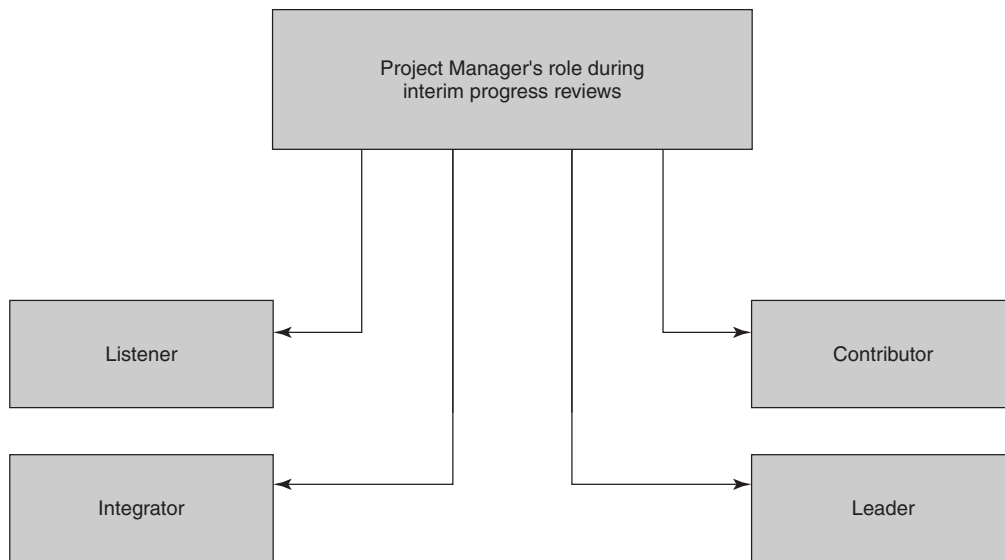 Project Manager's role during
interim progress reviews
Listener
Contributor
Integrator
Leader